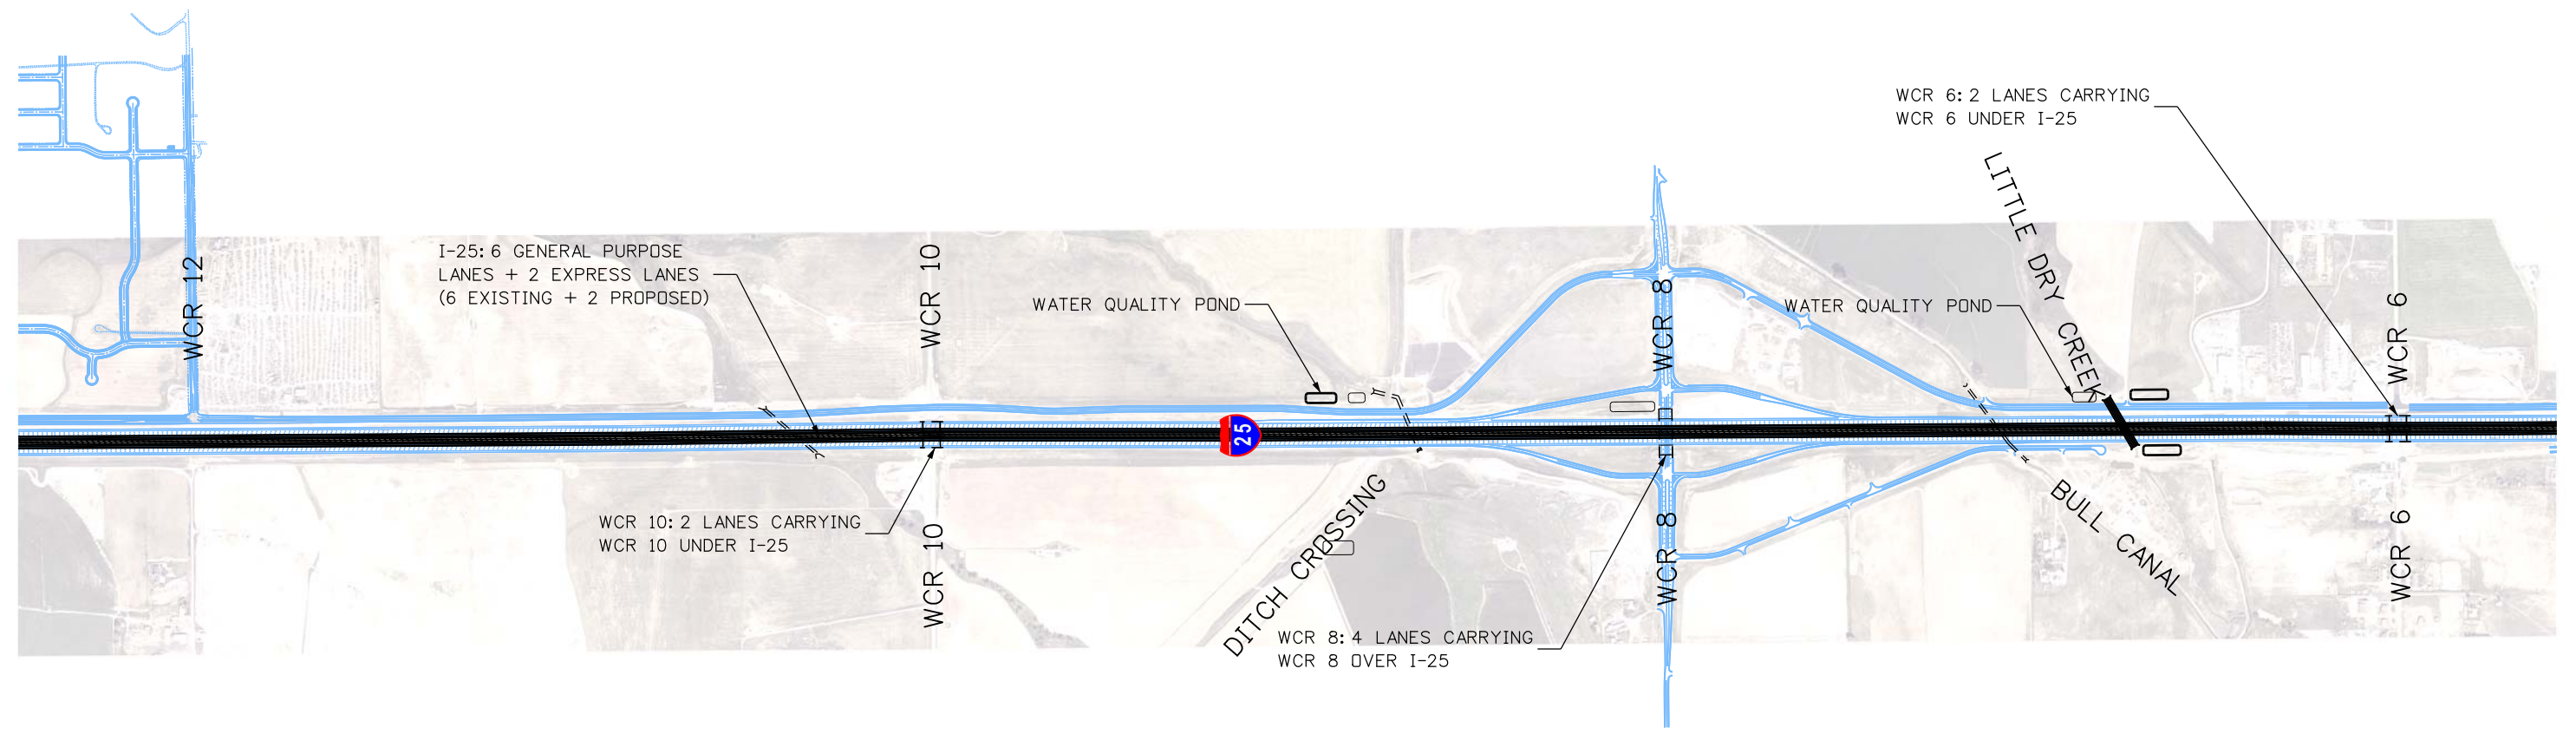 WCR 6: 2 LANES CARRYING
WCR 6 UNDER I-25
LITTLE DRY CREEK
I-25: 6 GENERAL PURPOSE
LANES + 2 EXPRESS LANES
(6 EXISTING + 2 PROPOSED)
WCR 12
WCR 10
WATER QUALITY POND
WCR 8
WATER QUALITY POND
WCR 6
25
WCR 10: 2 LANES CARRYING
WCR 10 UNDER I-25
WCR 10
DITCH CROSSING
WCR 8
BULL CANAL
WCR 6
WCR 8: 4 LANES CARRYING
WCR 8 OVER I-25